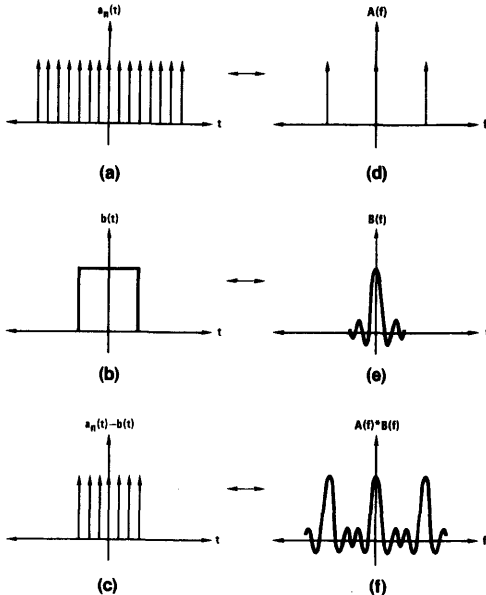 aₙ(t)
A(f)
t
f
(a)
(d)
b(t)
B(f)
t
(b)
(e)
aₙ(t)–b(t)
A(f)*B(f)
t
f
(c)
(f)